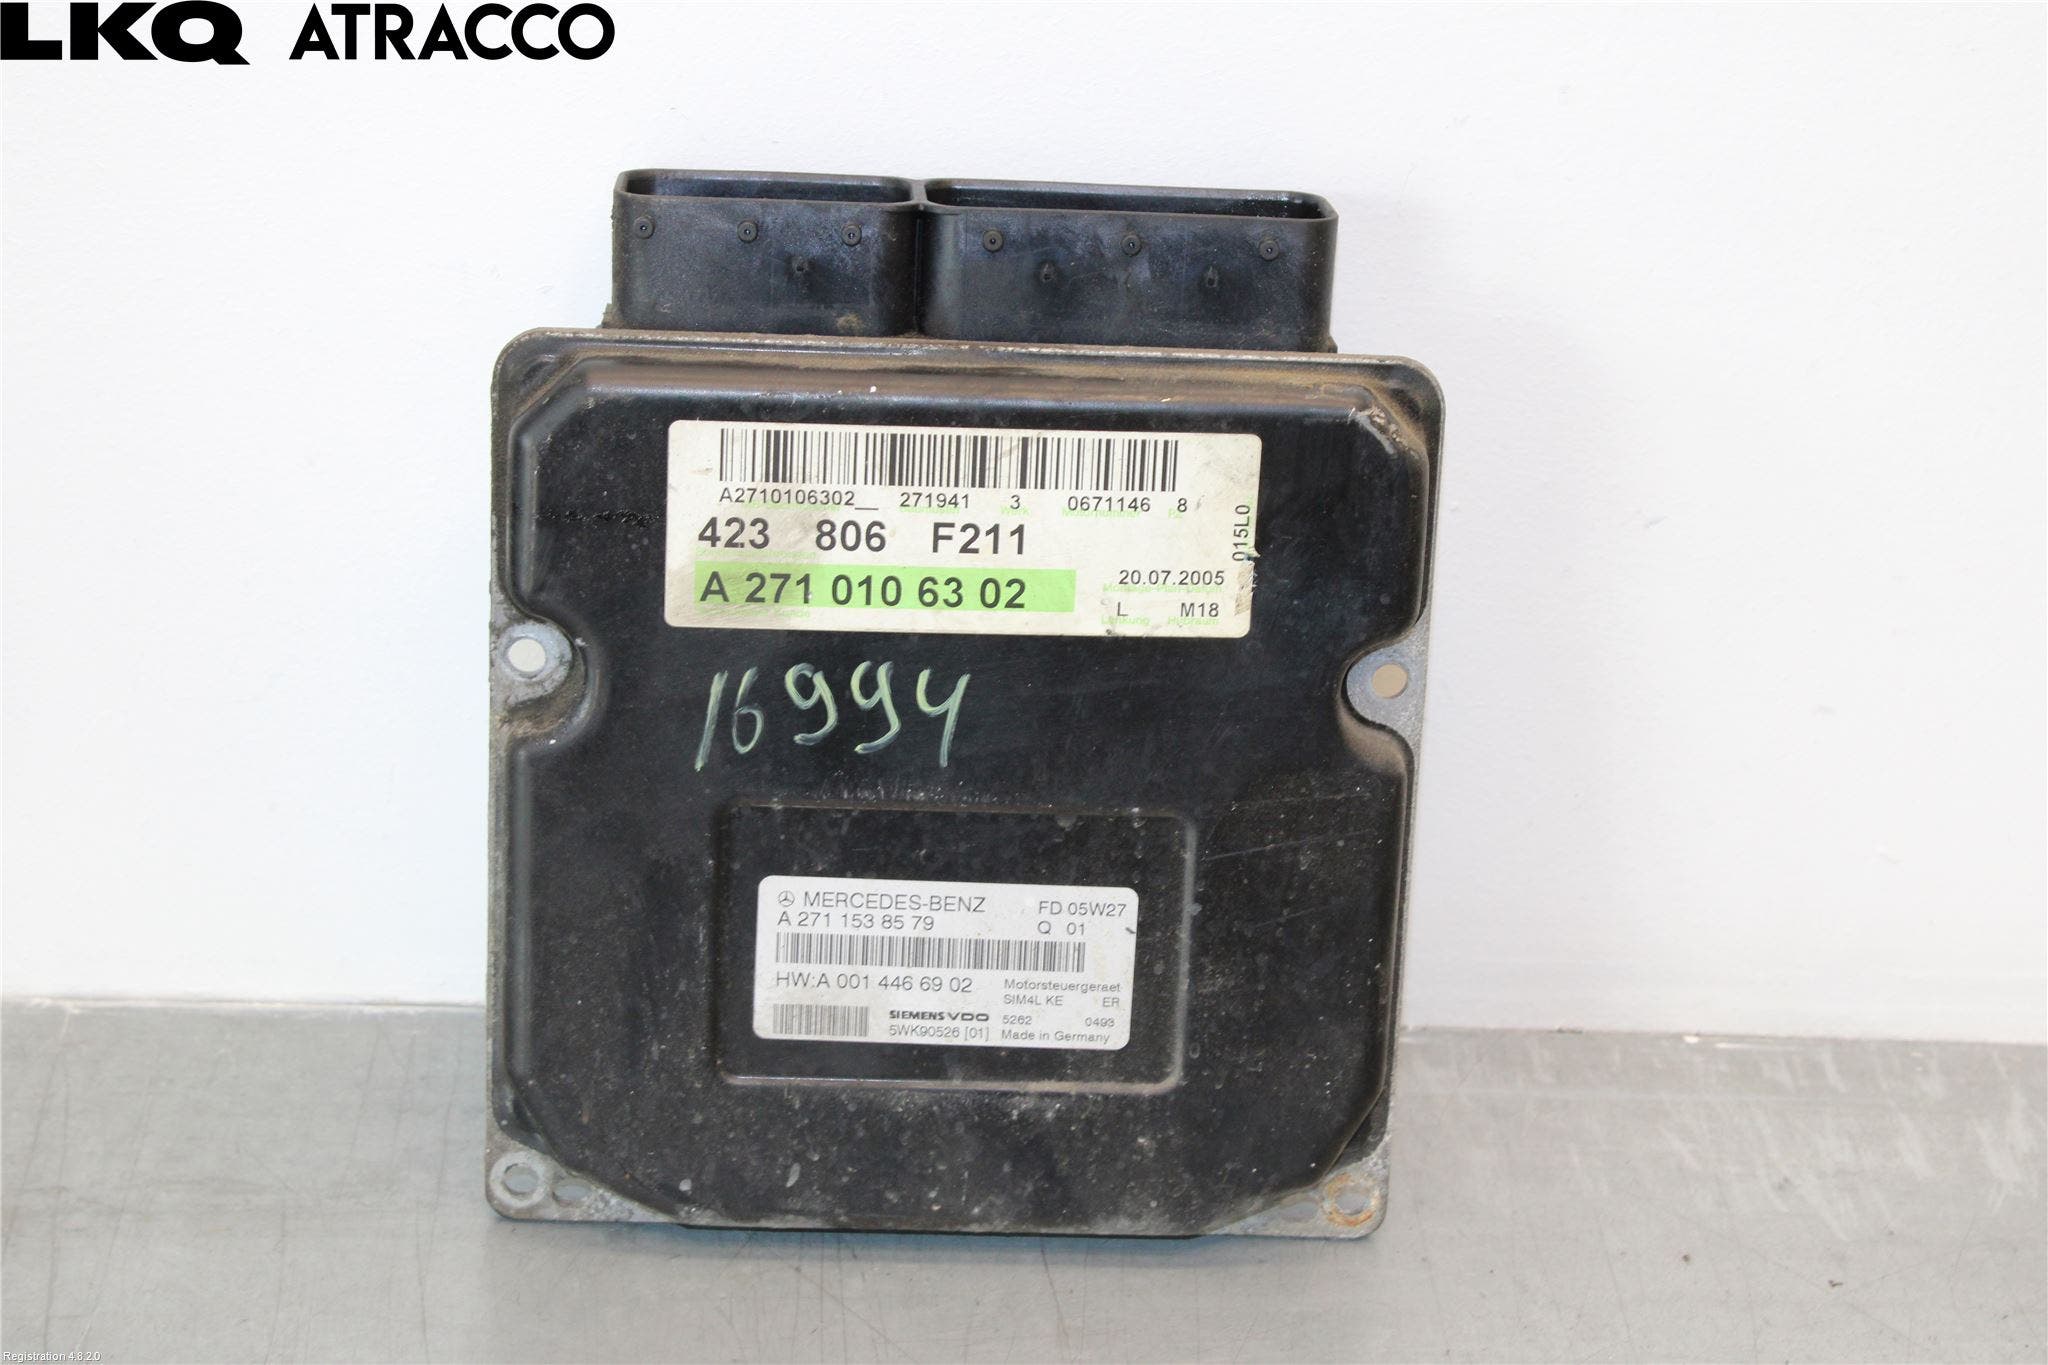 LKQ ATRACCO
A2710106302__ 271941 3 0671146 8
015L0
423 806 F211
A 271 010 63 02
20.07.2005
L M18
Lenkung Hubraum
16994
MERCEDES-BENZ FD 05W27
A 271 153 85 79 Q 01
HW:A 001 446 69 02 Motorsteuergeraet
SIM4L KE ER
SIEMENS VDO 5262 0493
5WK90526 [01] Made in Germany
Registration 4.8.2.0